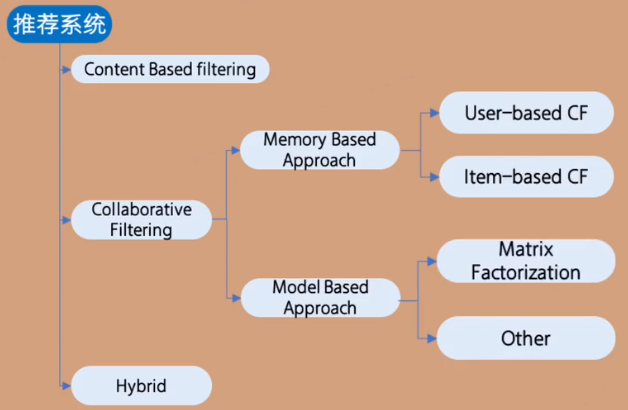 推荐系统
Content Based filtering
Collaborative
Filtering
Hybrid
Memory Based
Approach
Model Based
Approach
User-based CF
Item-based CF
Matrix
Factorization
Other